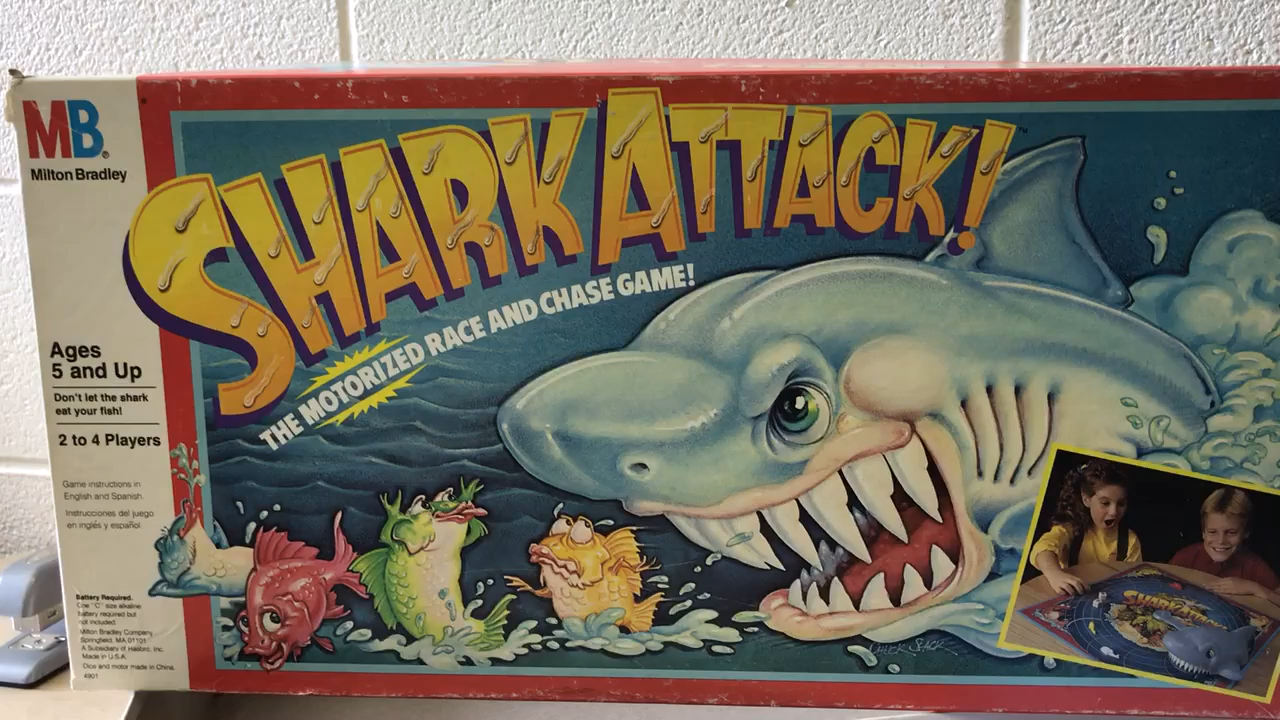 MB®
Milton Bradley
SHARK ATTACK!™
THE MOTORIZED RACE AND CHASE GAME!
Ages
5 and Up
Don't let the shark
eat your fish!
2 to 4 Players
Game instructions in
English and Spanish.
Instrucciones del juego
en inglés y español.
Battery Required.
One "C" size alkaline
battery required but
not included.
Milton Bradley Company
Springfield, MA 01101
A Subsidiary of Hasbro, Inc.
Made in U.S.A.
Dice and motor made in China.
4901
SHARK ATTACK!